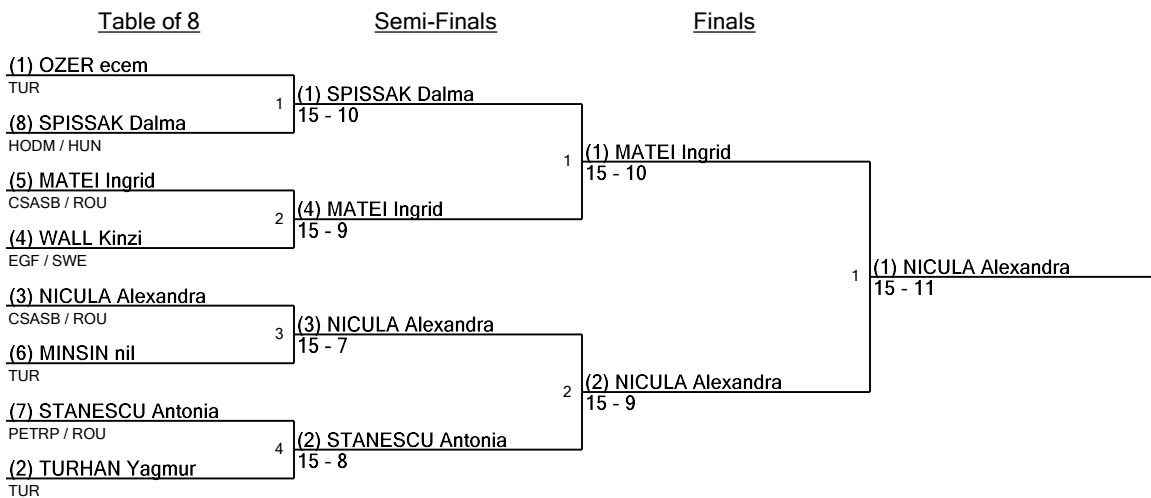 Table of 8
Semi-Finals
Finals
(1) OZER ecem
TUR
(8) SPISSAK Dalma
HODM / HUN
(5) MATEI Ingrid
CSASB / ROU
(4) WALL Kinzi
EGF / SWE
(3) NICULA Alexandra
CSASB / ROU
(6) MINSIN nil
TUR
(7) STANESCU Antonia
PETRP / ROU
(2) TURHAN Yagmur
TUR
1
(1) SPISSAK Dalma
15 - 10
2
(4) MATEI Ingrid
15 - 9
3
(3) NICULA Alexandra
15 - 7
4
(2) STANESCU Antonia
15 - 8
1
(1) MATEI Ingrid
15 - 10
2
(2) NICULA Alexandra
15 - 9
1
(1) NICULA Alexandra
15 - 11